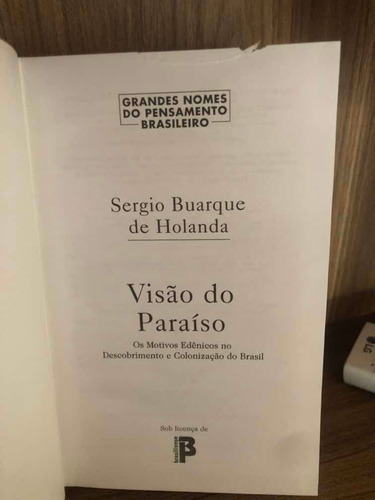 GRANDES NOMES
DO PENSAMENTO
BRASILEIRO
Sergio Buarque
de Holanda
Visão do
Paraíso
Os Motivos Edênicos no
Descobrimento e Colonização do Brasil
Sob licença de
brasiliense